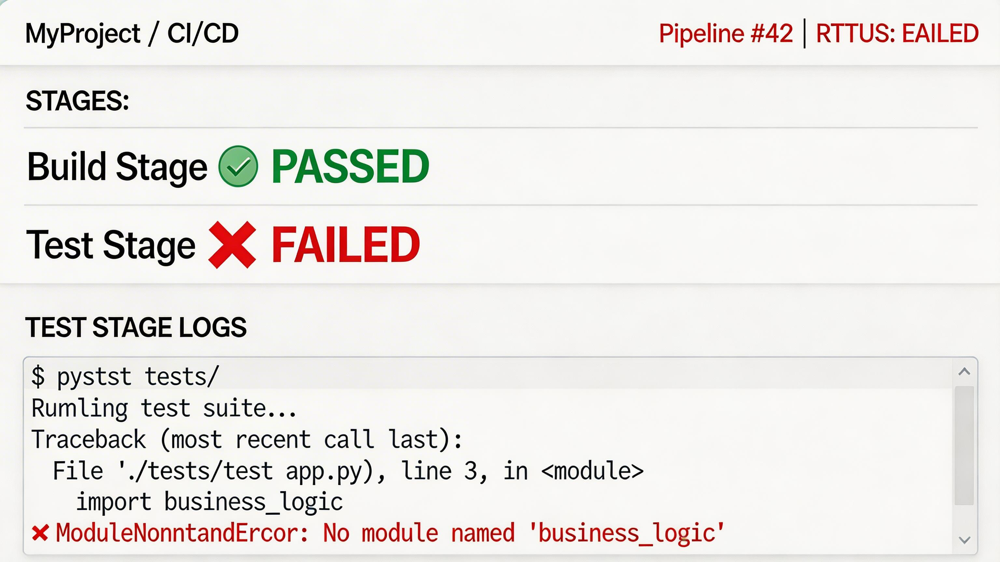 MyProject / CI/CD
Pipeline #42 | RTTUS: EAILED
STAGES:
Build Stage PASSED
Test Stage FAILED
TEST STAGE LOGS
$ pystst tests/
Rumling test suite...
Traceback (most recent call last):
File './tests/test app.py), line 3, in <module>
import business_logic
ModuleNonntandErcor: No module named 'business_logic'